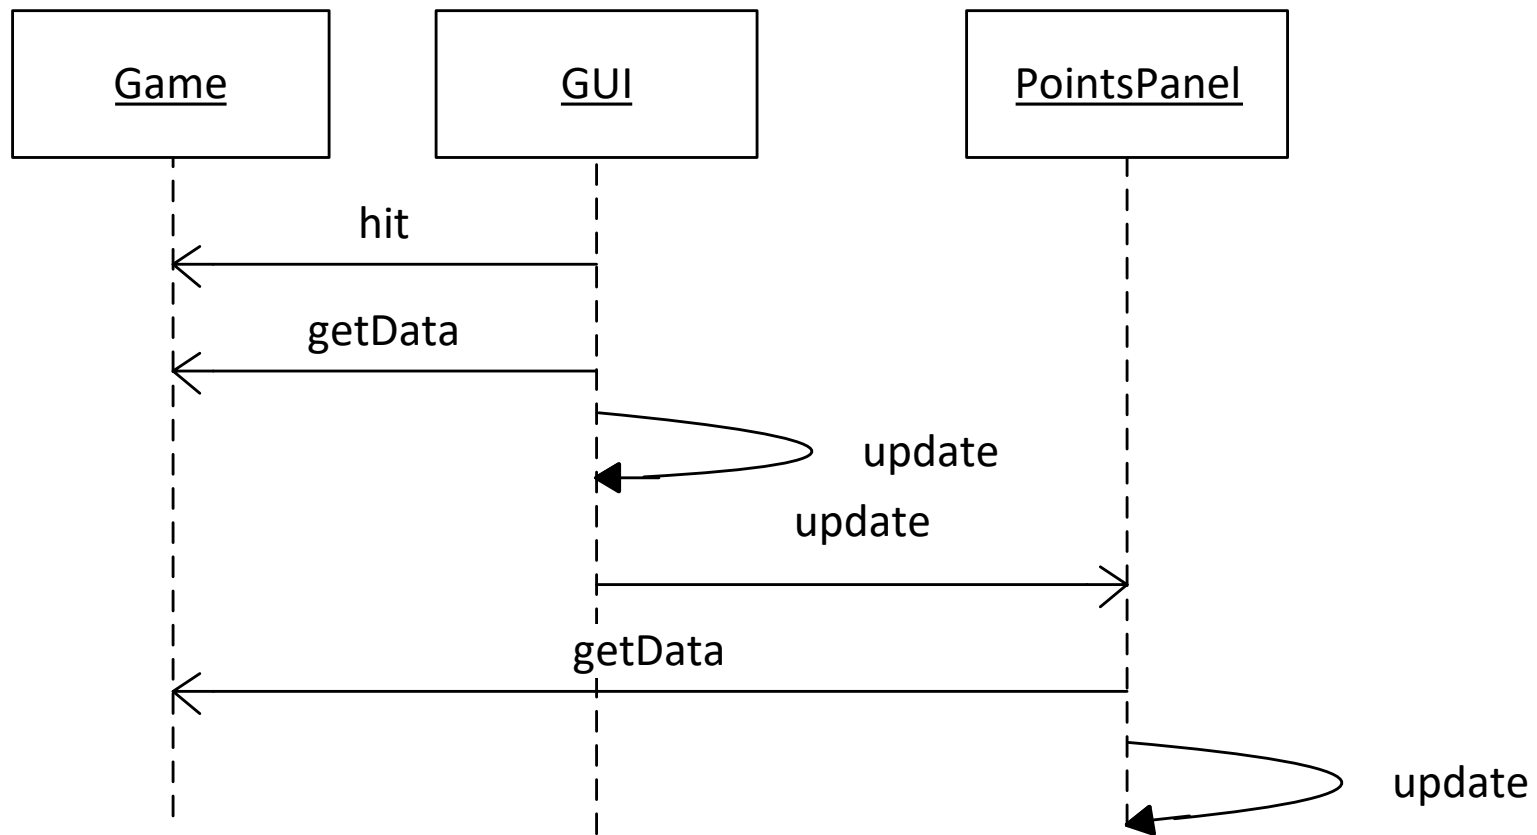 Game
GUI
PointsPanel
hit
getData
update
update
getData
update